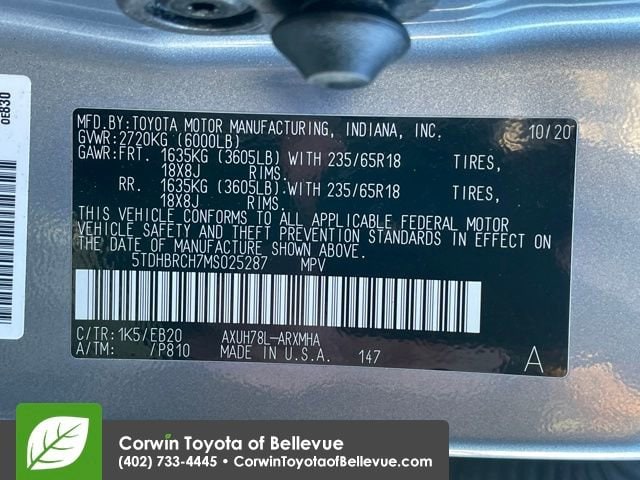 OE830
MFD.BY:TOYOTA MOTOR MANUFACTURING, INDIANA, INC. 10/20
GVWR:2720KG (6000LB)
GAWR:FRT. 1635KG (3605LB) WITH 235/65R18 TIRES,
18X8J RIMS.
RR. 1635KG (3605LB).WITH 235/65R18 TIRES,
18X8J RIMS.
THIS VEHICLE CONFORMS TO ALL APPLICABLE FEDERAL MOTOR
VEHICLE SAFETY AND THEFT PREVENTION STANDARDS IN EFFECT ON
THE DATE OF MANUFACTURE SHOWN ABOVE.
5TDHBRCH7MS025287 MPV
C/TR:1K5/EB20 AXUH78L-ARXMHA
A/TM: /P810 MADE IN U.S.A. 147 A
Corwin Toyota of Bellevue
(402) 733-4445 • CorwinToyotaofBellevue.com